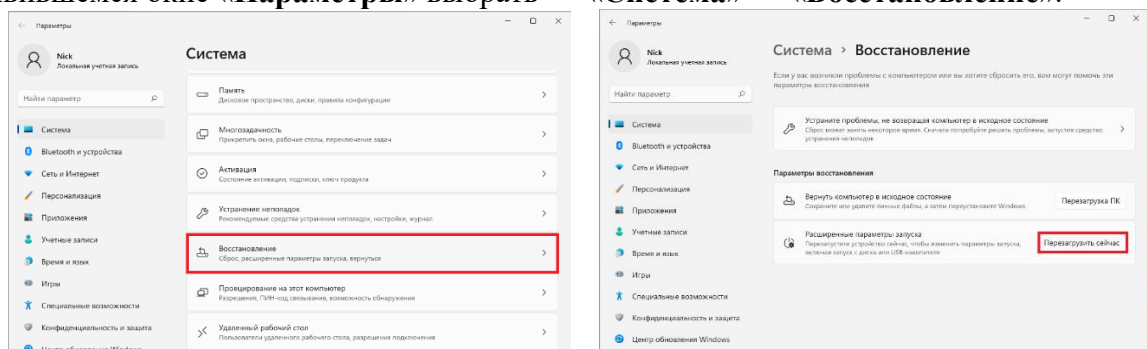 Параметры» выбрать «Система» — «Восстановление».
Параметры
Nick
Локальная учетная запись
Найти параметр
Система
Bluetooth и устройства
Сеть и Интернет
Персонализация
Приложения
Учетные записи
Время и язык
Игры
Специальные возможности
Конфиденциальность и защита
Система
Память
Дисковое пространство, диски, правила конфигурации
Многозадачность
Прикрепить окна, рабочие столы, переключение задач
Активация
Состояние активации, подписки, ключ продукта
Устранение неполадок
Рекомендуемые средства устранения неполадок, настройки, журнал
Восстановление
Сброс, расширенные параметры запуска, вернуться
Проецирование на этот компьютер
Разрешения, ПИН-код связывания, возможность обнаружения
Удаленный рабочий стол
Пользователи удаленного рабочего стола, разрешения подключения
Параметры
Nick
Локальная учетная запись
Найти параметр
Система
Bluetooth и устройства
Сеть и Интернет
Персонализация
Приложения
Учетные записи
Время и язык
Игры
Специальные возможности
Конфиденциальность и защита
Центр обновления Windows
Система > Восстановление
Если у вас возникли проблемы с компьютером или вы хотите сбросить его, вам могут помочь эти
параметры восстановления
Устраните проблемы, не возвращая компьютер в исходное состояние
Сброс может занять некоторое время. Сначала попробуйте решить проблемы, запустив средство
устранения неполадок
Параметры восстановления
Вернуть компьютер в исходное состояние
Сохраните или удалите личные файлы, а затем переустановите Windows
Перезагрузка ПК
Расширенные параметры запуска
Перезапустите устройство сейчас, чтобы изменить параметры запуска,
включая запуск с диска или USB-накопителя
Перезагрузить сейчас